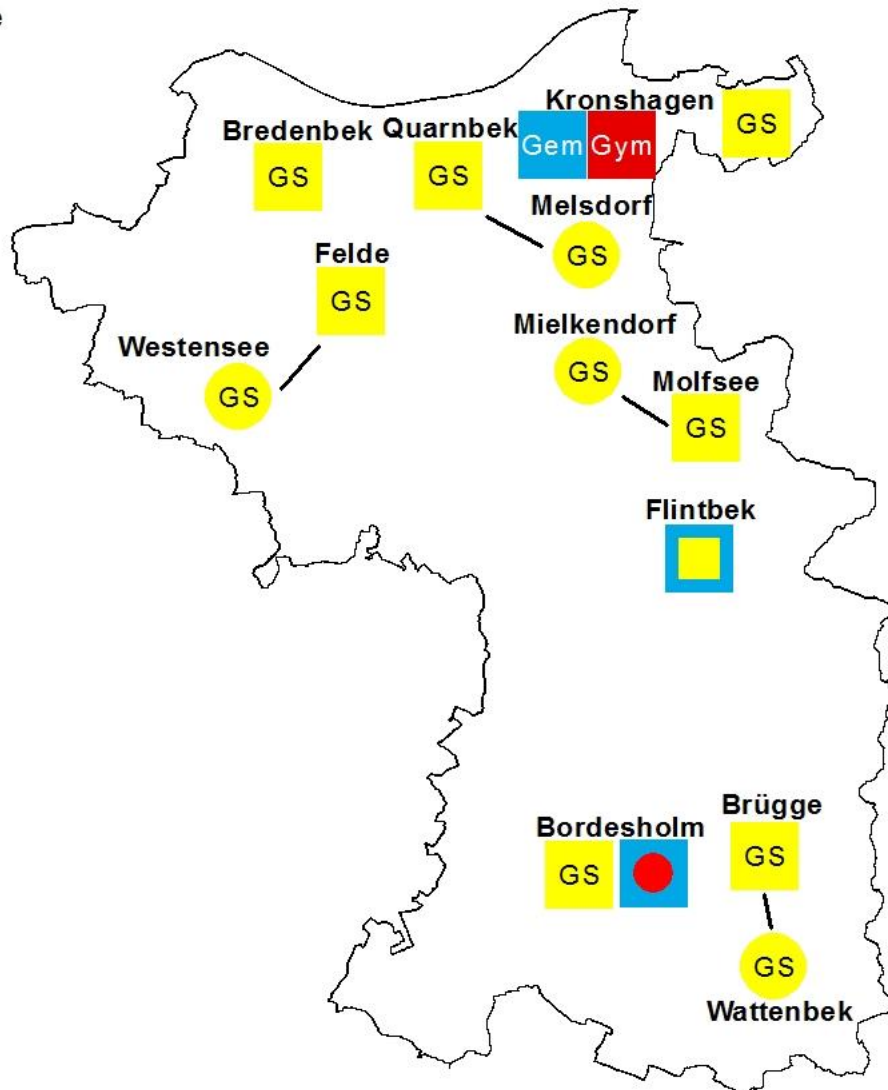 e
Kronshagen
GS
Gem Gym
Bredenbek
GS
Quarnbek
GS
Melsdorf
GS
Felde
GS
Westensee
GS
Mielkendorf
GS
Molfsee
GS
Flintbek
Bordesholm
GS
Brügge
GS
GS
Wattenbek